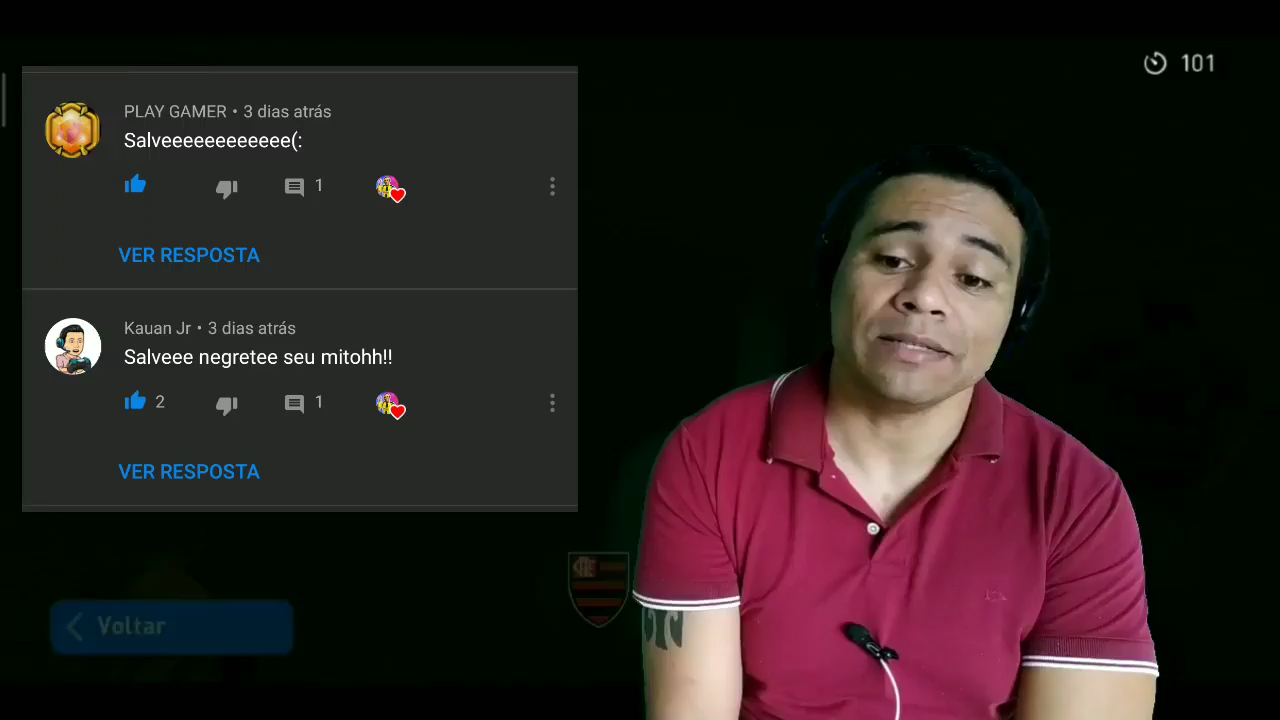 101
PLAY GAMER • 3 dias atrás
Salveeeeeeeeeeee(:
1
VER RESPOSTA
Kauan Jr • 3 dias atrás
Salveee negretee seu mitohh!!
2 1
VER RESPOSTA
Voltar